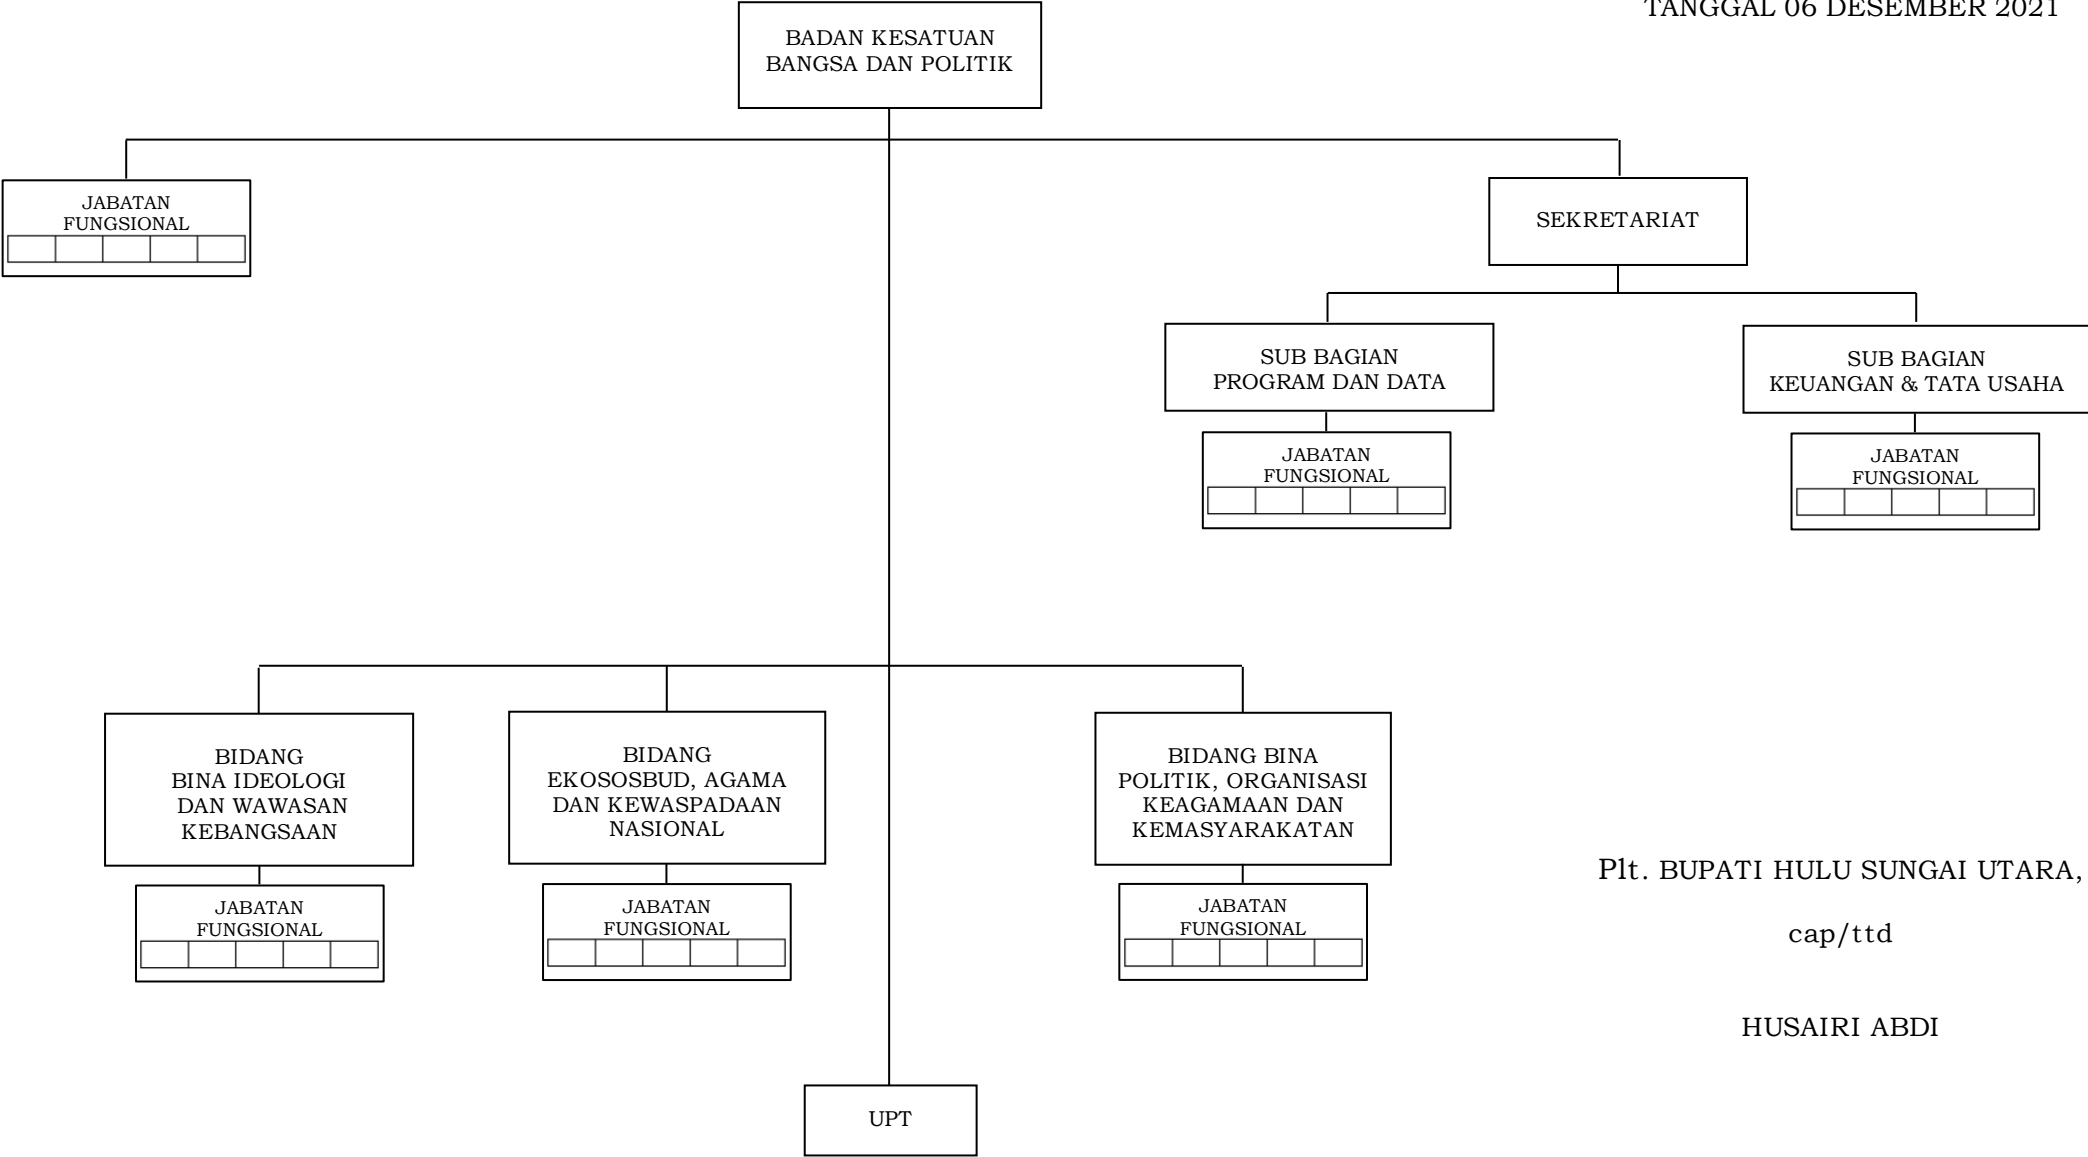 TANGGAL 06 DESEMBER 2021
BADAN KESATUAN
BANGSA DAN POLITIK
JABATAN
FUNGSIONAL
SEKRETARIAT
SUB BAGIAN
PROGRAM DAN DATA
JABATAN
FUNGSIONAL
SUB BAGIAN
KEUANGAN & TATA USAHA
JABATAN
FUNGSIONAL
BIDANG
BINA IDEOLOGI
DAN WAWASAN
KEBANGSAAN
JABATAN
FUNGSIONAL
BIDANG
EKOSOSBUD, AGAMA
DAN KEWASPADAAN
NASIONAL
JABATAN
FUNGSIONAL
BIDANG BINA
POLITIK, ORGANISASI
KEAGAMAAN DAN
KEMASYARAKATAN
JABATAN
FUNGSIONAL
Plt. BUPATI HULU SUNGAI UTARA,
cap/ttd
HUSAIRI ABDI
UPT